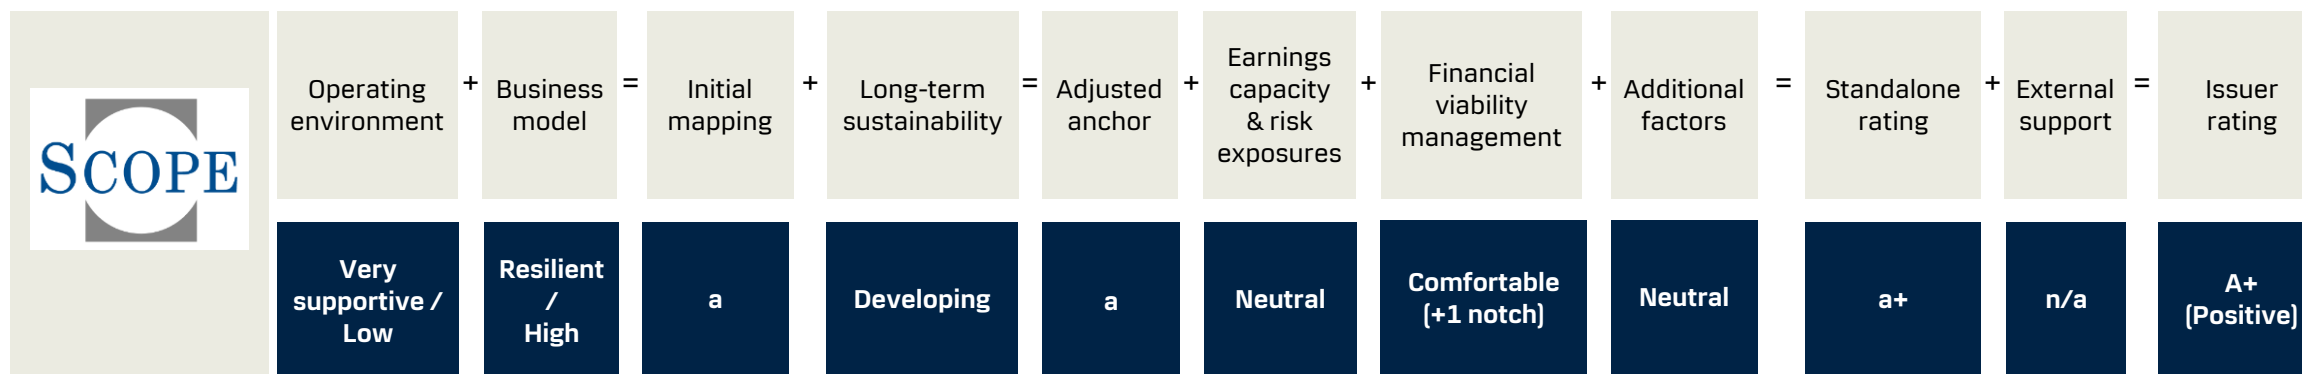 SCOPE
Operating
environment
+
Business
model
=
Initial
mapping
+
Long-term
sustainability
=
Adjusted
anchor
+
Earnings
capacity
& risk
exposures
+
Financial
viability
management
+
Additional
factors
=
Standalone
rating
+
External
support
=
Issuer
rating
Very
supportive /
Low
Resilient
/
High
a
Developing
a
Neutral
Comfortable
(+1 notch)
Neutral
a+
n/a
A+
(Positive)